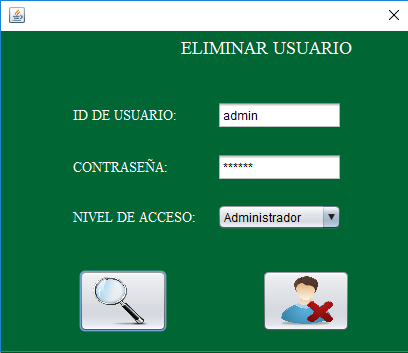 ELIMINAR USUARIO
ID DE USUARIO: admin
CONTRASEÑA: ******
NIVEL DE ACCESO: Administrador